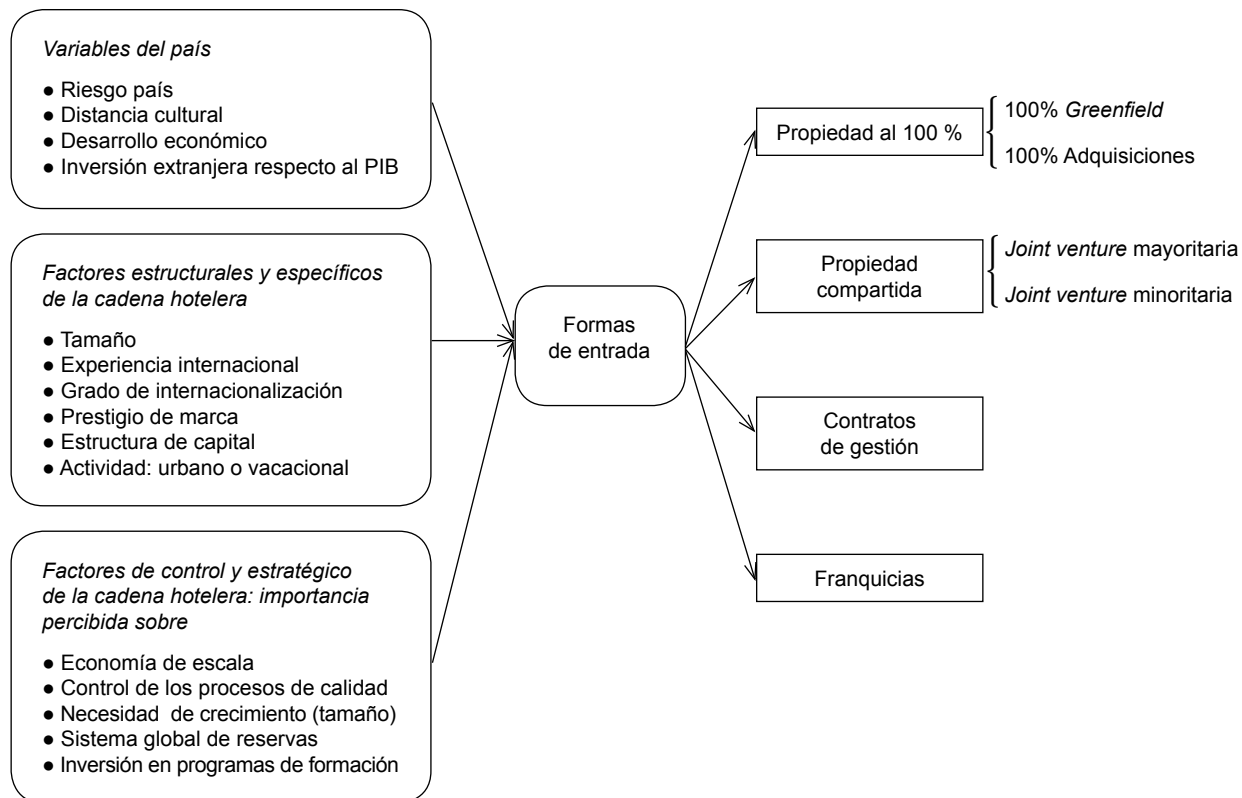 Variables del país
● Riesgo país
● Distancia cultural
● Desarrollo económico
● Inversión extranjera respecto al PIB
Factores estructurales y específicos
de la cadena hotelera
● Tamaño
● Experiencia internacional
● Grado de internacionalización
● Prestigio de marca
● Estructura de capital
● Actividad: urbano o vacacional
Factores de control y estratégico
de la cadena hotelera: importancia
percibida sobre
● Economía de escala
● Control de los procesos de calidad
● Necesidad de crecimiento (tamaño)
● Sistema global de reservas
● Inversión en programas de formación
Formas
de entrada
Propiedad al 100 %
100% Greenfield
100% Adquisiciones
Propiedad
compartida
Joint venture mayoritaria
Joint venture minoritaria
Contratos
de gestión
Franquicias